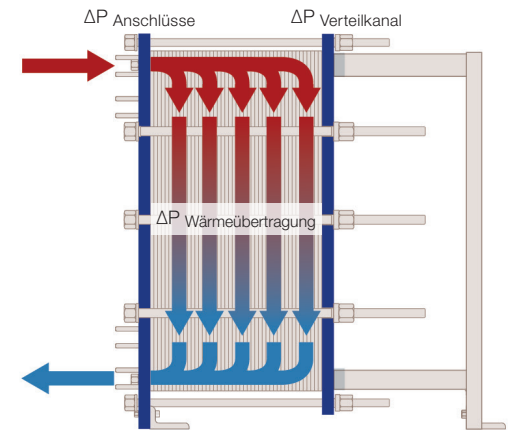 ΔP Anschlüsse
ΔP Verteilkanal
ΔP Wärmeübertragung